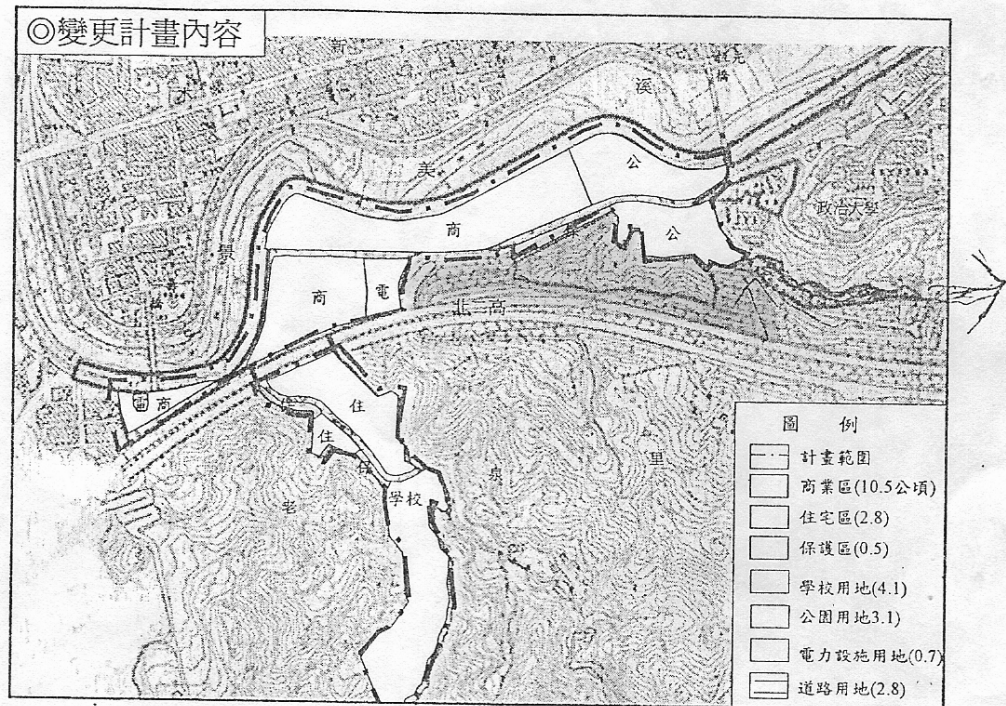 ◎變更計畫內容
新
溪
美
景
公
商
公
政治大學
商
電
北高
商
住
住
保
學校
老
泉
里
圖例
計畫範圍
商業區(10.5公頃)
住宅區(2.8)
保護區(0.5)
學校用地(4.1)
公園用地3.1)
電力設施用地(0.7)
道路用地(2.8)